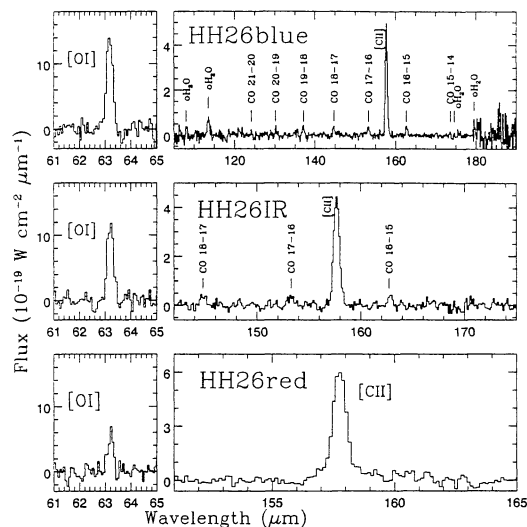 HH26blue
[OI]
[CII]
oH2O
oH2O
CO 21-20
CO 20-19
CO 19-18
CO 18-17
CO 17-16
CO 16-15
CO 15-14
oH2O
oH2O
10
0
4
2
0
61 62 63 64 65
120 140 160 180
HH26IR
[OI]
[CII]
CO 18-17
CO 17-16
CO 16-15
10
0
4
2
0
61 62 63 64 65
150 160 170
HH26red
[OI]
[CII]
10
0
6
3
0
61 62 63 64 65
155 160 165
Flux (10⁻¹⁹ W cm⁻² μm⁻¹)
Wavelength (μm)